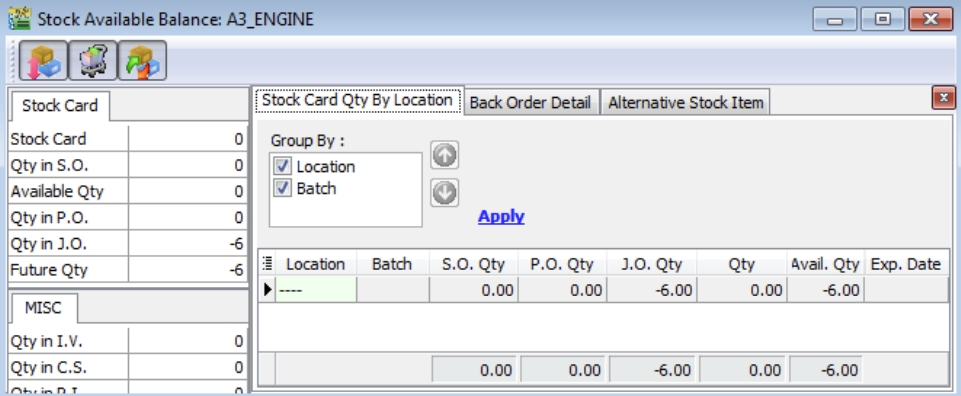 Stock Available Balance: A3_ENGINE
Stock Card
Stock Card 0
Qty in S.O. 0
Available Qty 0
Qty in P.O. 0
Qty in J.O. -6
Future Qty -6
MISC
Qty in I.V. 0
Qty in C.S. 0
Stock Card Qty By Location Back Order Detail Alternative Stock Item
Group By :
Location
Batch
Apply
Location Batch S.O. Qty P.O. Qty J.O. Qty Qty Avail. Qty Exp. Date
---- 0.00 0.00 -6.00 0.00 -6.00
0.00 0.00 -6.00 0.00 -6.00